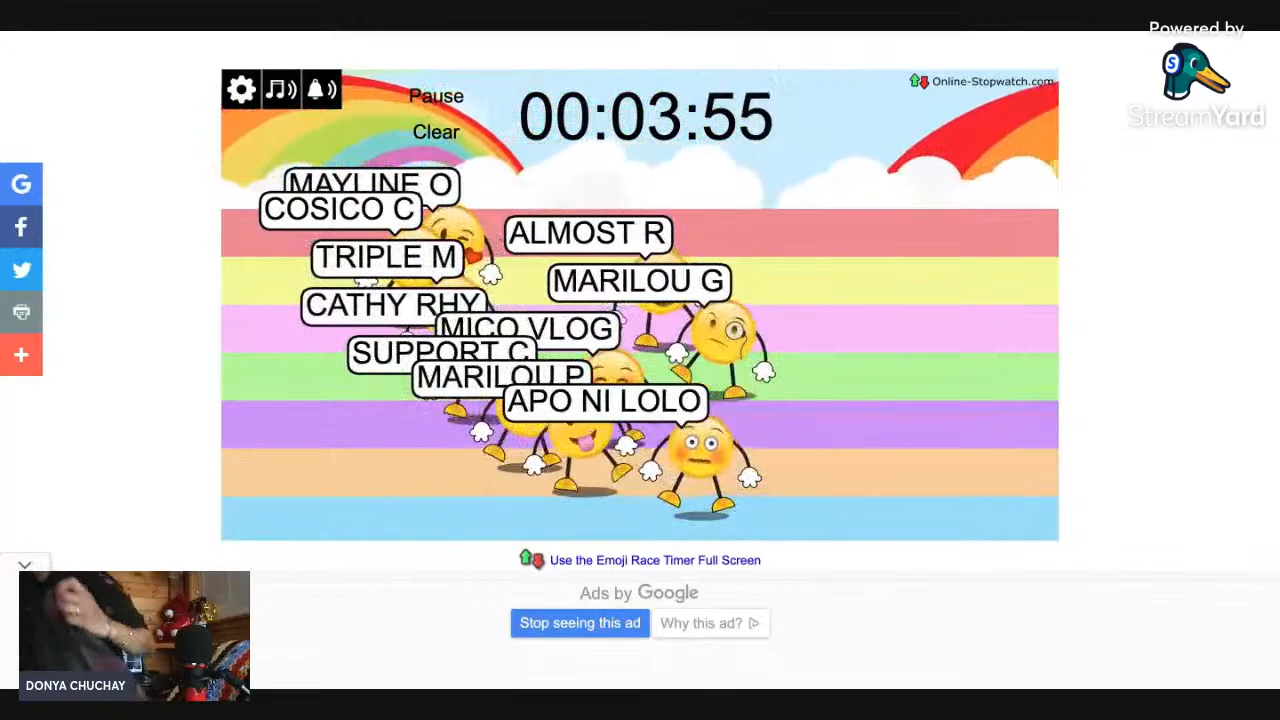 Powered by
StreamYard
Online-Stopwatch.com
Pause
Clear
00:03:55
MAYLINE O
COSICO C
ALMOST R
TRIPLE M
MARILOU G
CATHY RHY
MICO VLOG
SUPPORT C
MARILOU P
APO NI LOLO
Use the Emoji Race Timer Full Screen
Ads by Google
Stop seeing this ad
Why this ad?
DONYA CHUCHAY